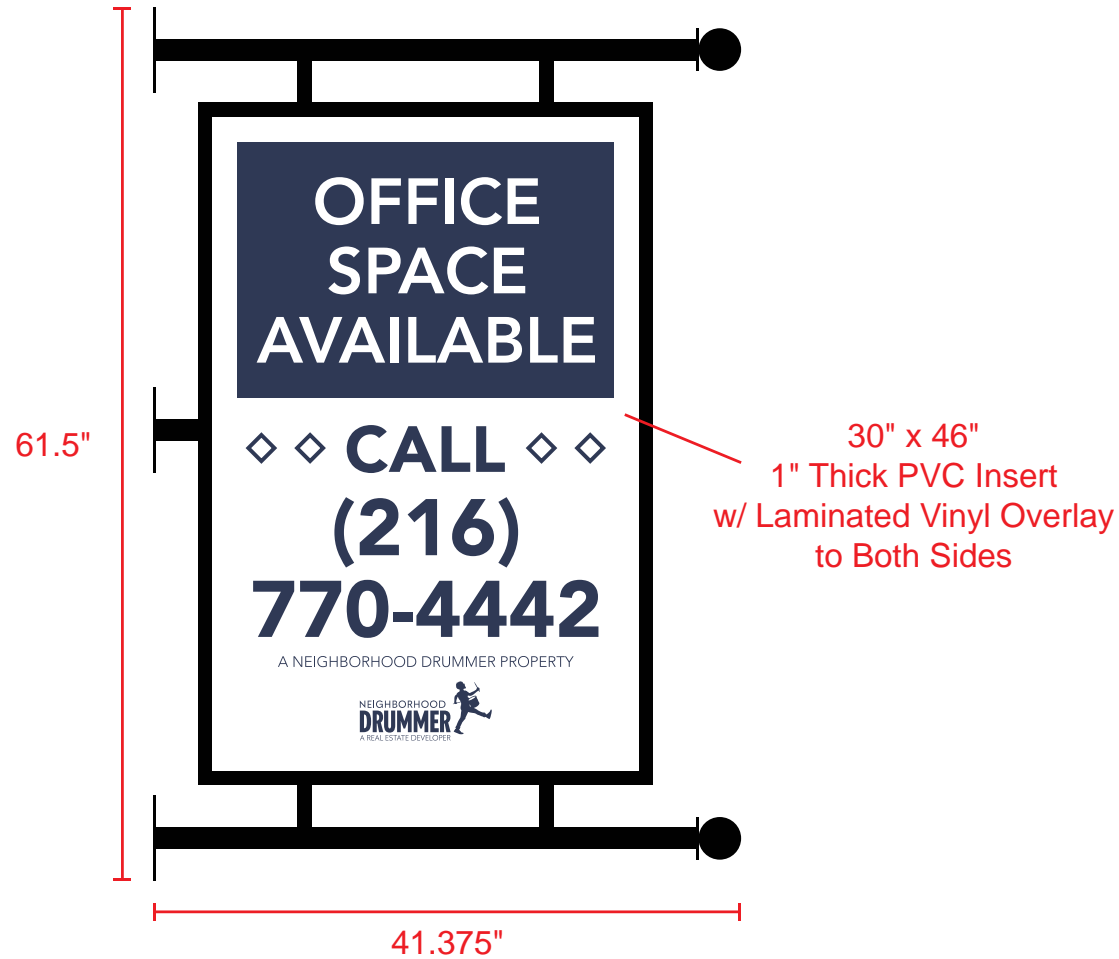 OFFICE
SPACE
AVAILABLE
CALL
(216)
770-4442
A NEIGHBORHOOD DRUMMER PROPERTY
NEIGHBORHOOD
DRUMMER
A REAL ESTATE DEVELOPER
61.5"
30" x 46"
1" Thick PVC Insert
w/ Laminated Vinyl Overlay
to Both Sides
41.375"